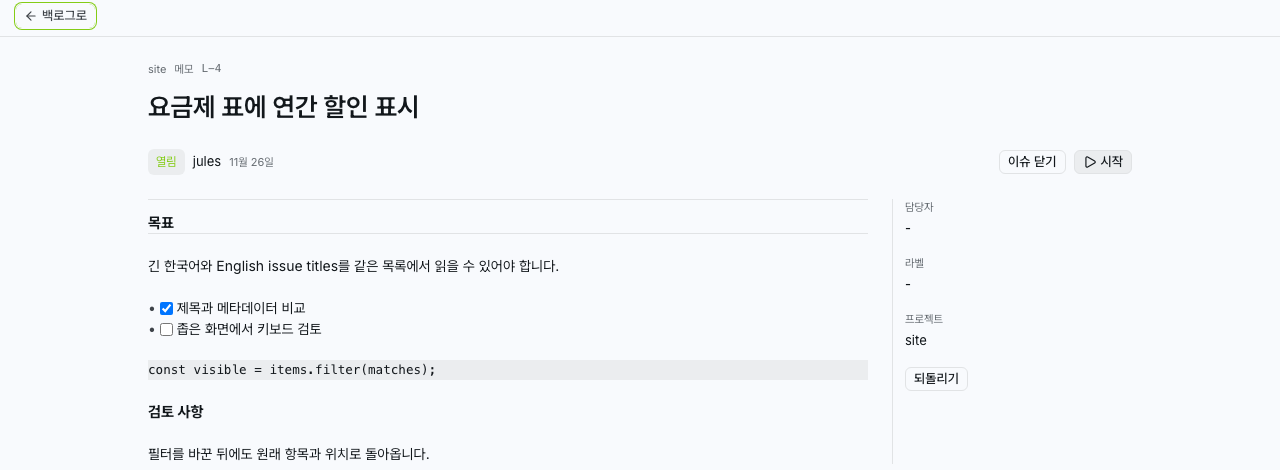 ← 백로그로
site 메모 L-4
요금제 표에 연간 할인 표시
열림 jules 11월 26일
이슈 닫기
시작
목표
긴 한국어와 English issue titles를 같은 목록에서 읽을 수 있어야 합니다.
• 제목과 메타데이터 비교
• 좁은 화면에서 키보드 검토
const visible = items.filter(matches);
검토 사항
필터를 바꾼 뒤에도 원래 항목과 위치로 돌아옵니다.
담당자
-
라벨
-
프로젝트
site
되돌리기